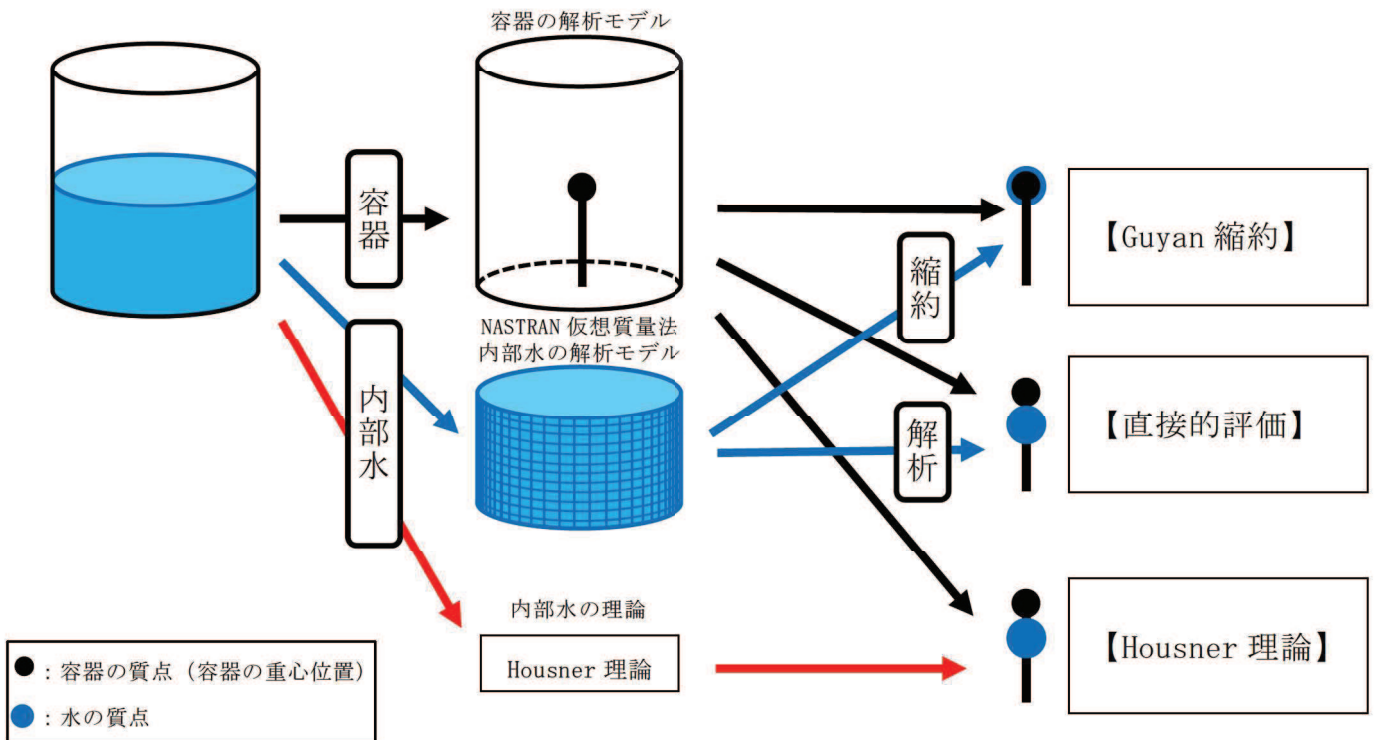 容器の解析モデル
容器
NASTRAN 仮想質量法
内部水の解析モデル
内部水
縮約
【Guyan 縮約】
解析
【直接的評価】
内部水の理論
Housner 理論
【Housner 理論】
：容器の質点（容器の重心位置）
：水の質点